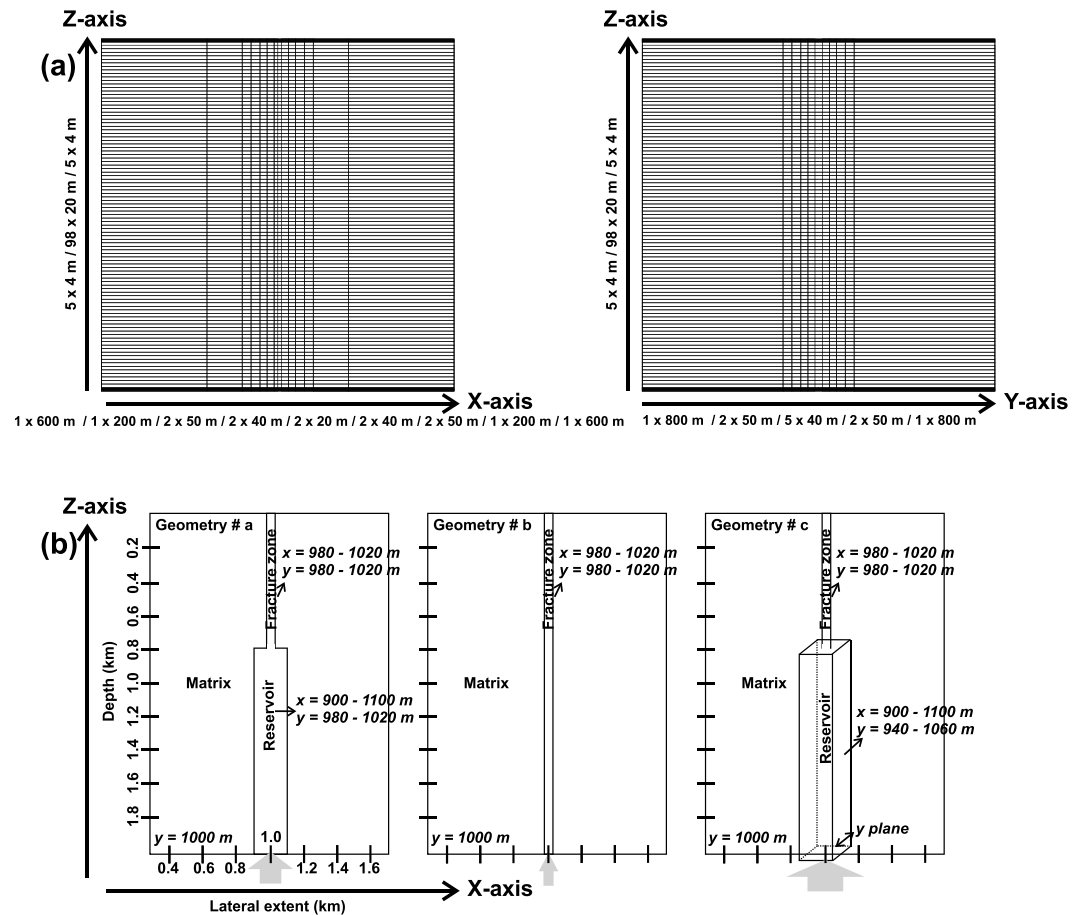 Z-axis
Z-axis
(a)
5 x 4 m / 98 x 20 m / 5 x 4 m
5 x 4 m / 98 x 20 m / 5 x 4 m
X-axis
Y-axis
1 x 600 m / 1 x 200 m / 2 x 50 m / 2 x 40 m / 2 x 20 m / 2 x 40 m / 2 x 50 m / 1 x 200 m / 1 x 600 m
1 x 800 m / 2 x 50 m / 5 x 40 m / 2 x 50 m / 1 x 800 m
Z-axis
(b)
Depth (km)
0.2
0.4
0.6
0.8
1.0
1.2
1.4
1.6
1.8
Geometry # a
Fracture zone
x = 980 - 1020 m
y = 980 - 1020 m
Matrix
Reservoir
x = 900 - 1100 m
y = 980 - 1020 m
y = 1000 m
1.0
0.4 0.6 0.8 1.2 1.4 1.6
Geometry # b
Fracture zone
x = 980 - 1020 m
y = 980 - 1020 m
Matrix
y = 1000 m
Geometry # c
Fracture zone
x = 980 - 1020 m
y = 980 - 1020 m
Matrix
Reservoir
x = 900 - 1100 m
y = 940 - 1060 m
y plane
y = 1000 m
X-axis
Lateral extent (km)